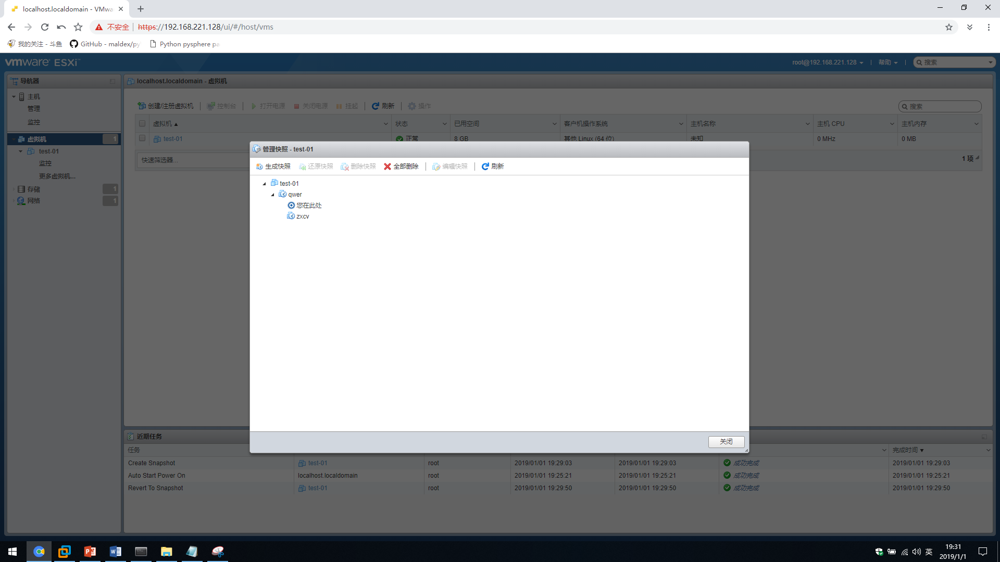 localhost.localdomain - VMwa
不安全 https://192.168.221.128/ui/#/host/vms
我的关注 - 斗鱼 GitHub - maldex/py Python pysphere pa
vmware ESXi™
root@192.168.221.128 | 帮助 | 搜索
导航器
主机
管理
监控
虚拟机 1
test-01
监控
更多虚拟机...
存储 1
网络 1
localhost.localdomain - 虚拟机
创建/注册虚拟机 控制台 打开电源 关闭电源 挂起 刷新 操作 搜索
虚拟机 ▲ 状态 已用空间 客户机操作系统 主机名称 主机 CPU 主机内存
test-01 正常 8 GB 其他 Linux (64 位) 未知 0 MHz 0 MB
快速筛选器... 1 项
管理快照 - test-01
生成快照 还原快照 删除快照 全部删除 编辑快照 刷新
test-01
qwer
您在此处
zxcv
关闭
近期任务
任务 完成时间 ▼
Create Snapshot test-01 root 2019/01/01 19:29:03 2019/01/01 19:29:03 成功完成 2019/01/01 19:29:03
Auto Start Power On localhost.localdomain root 2019/01/01 19:25:21 2019/01/01 19:25:21 成功完成 2019/01/01 19:25:21
Revert To Snapshot test-01 root 2019/01/01 19:29:50 2019/01/01 19:29:50 成功完成 2019/01/01 19:29:50
英 19:31
2019/1/1